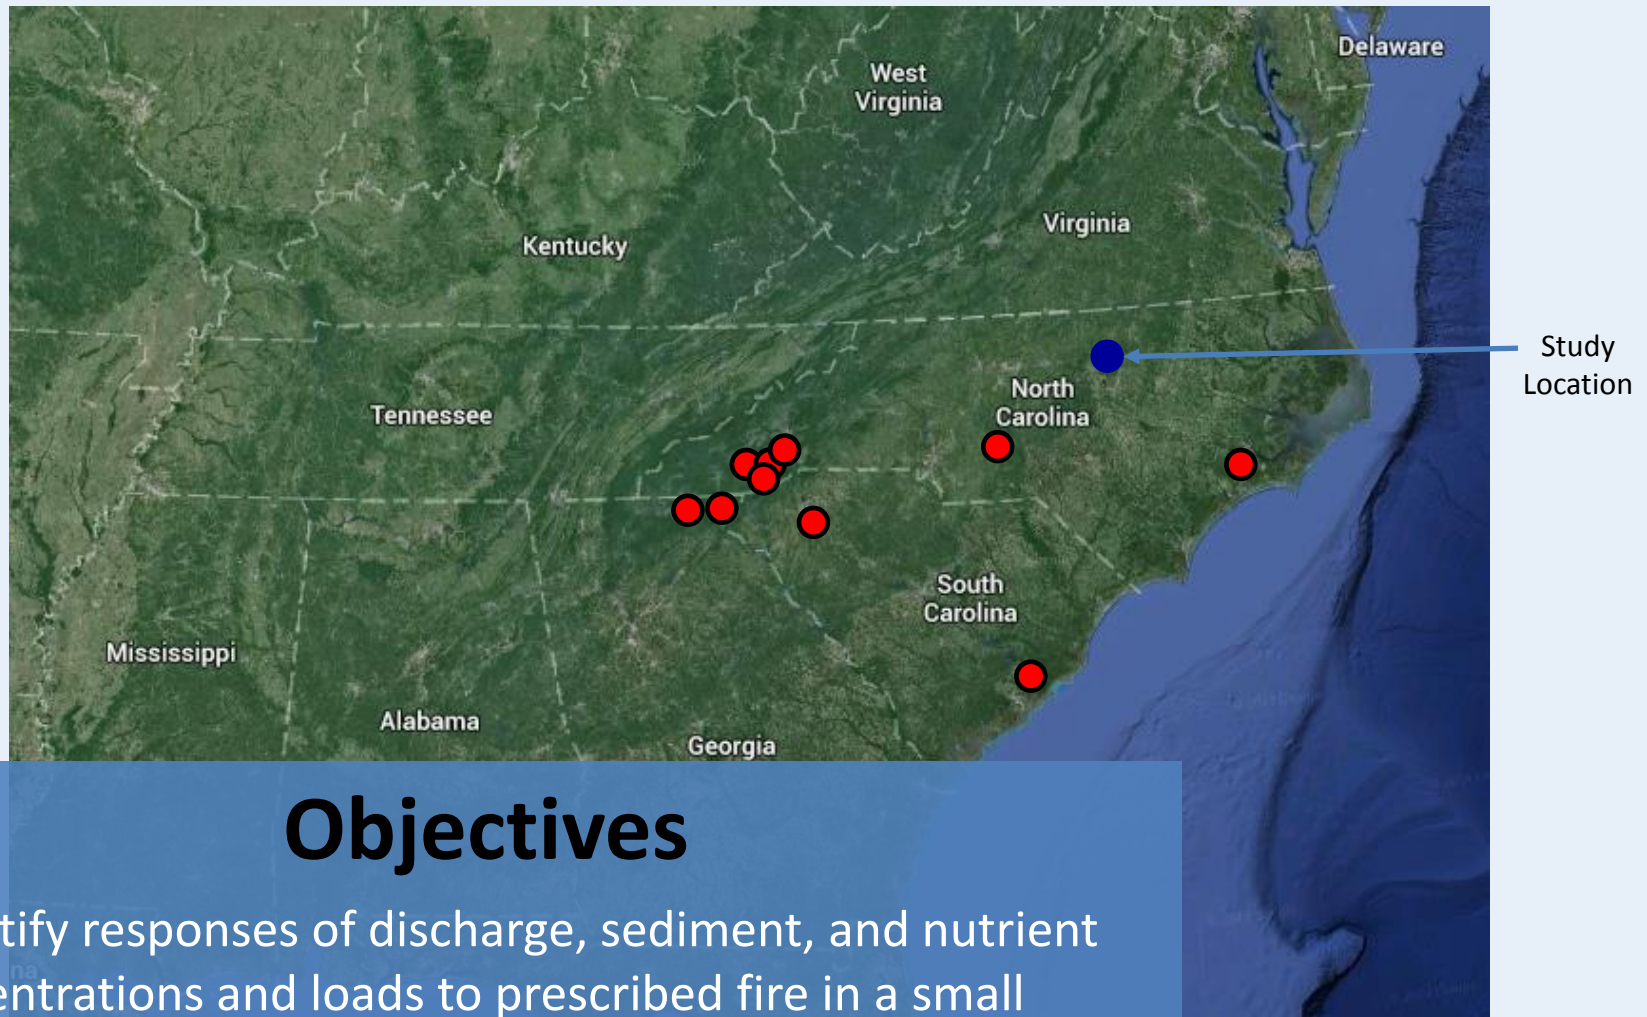 Delaware
West
Virginia
Virginia
Kentucky
Study
Location
North
Carolina
Tennessee
South
Carolina
Mississippi
Alabama
Georgia
Objectives
tify responses of discharge, sediment, and nutrient
na
entrations and loads to prescribed fire in a small